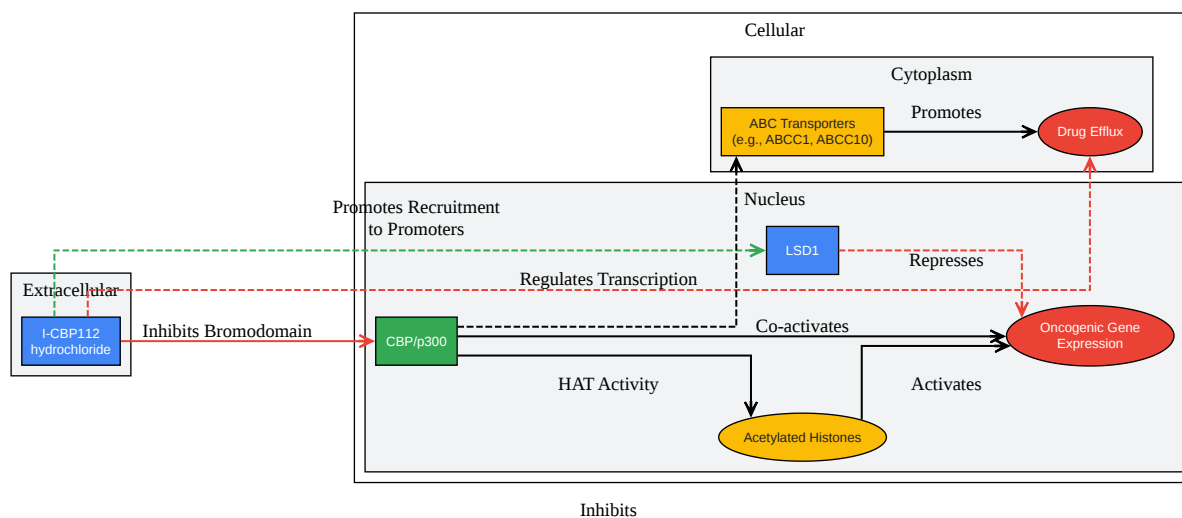 Cellular
Cytoplasm
ABC Transporters
(e.g., ABCC1, ABCC10)
Promotes
Drug Efflux
Nucleus
Promotes Recruitment
to Promoters
LSD1
Represses
Extracellular
Regulates Transcription
I-CBP112
hydrochloride
Inhibits Bromodomain
CBP/p300
Co-activates
Oncogenic Gene
Expression
HAT Activity
Activates
Acetylated Histones
Inhibits